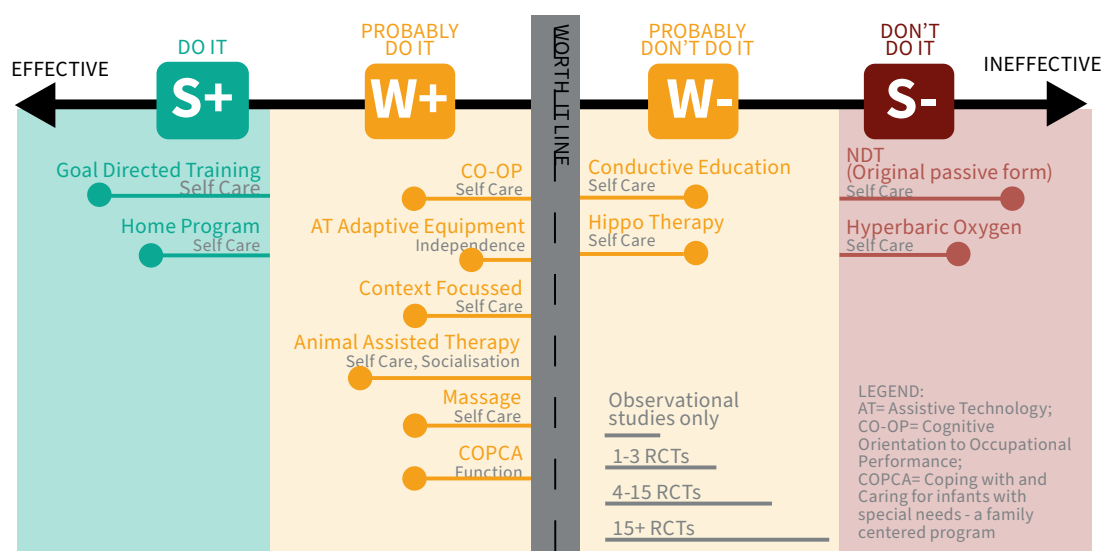 EFFECTIVE
DO IT
S+
PROBABLY
DO IT
W+
WORTH IT LINE
PROBABLY
DON'T DO IT
W-
DON'T
DO IT
S-
INEFFECTIVE
Goal Directed Training
Self Care
Home Program
Self Care
CO-OP
Self Care
AT Adaptive Equipment
Independence
Context Focussed
Self Care
Animal Assisted Therapy
Self Care, Socialisation
Massage
Self Care
COPCA
Function
Conductive Education
Self Care
Hippo Therapy
Self Care
Observational
studies only
1-3 RCTs
4-15 RCTs
15+ RCTs
NDT
(Original passive form)
Self Care
Hyperbaric Oxygen
Self Care
LEGEND:
AT= Assistive Technology;
CO-OP= Cognitive
Orientation to Occupational
Performance;
COPCA= Coping with and
Caring for infants with
special needs - a family
centered program